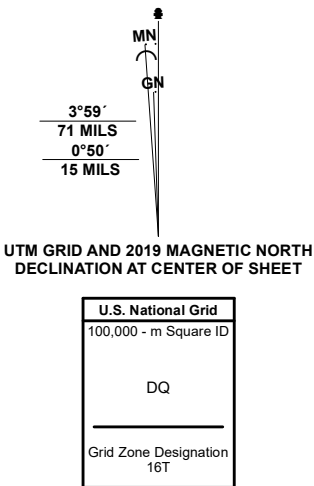 MN
GN
3°59´
71 MILS
0°50´
15 MILS
UTM GRID AND 2019 MAGNETIC NORTH
DECLINATION AT CENTER OF SHEET
U.S. National Grid
100,000 - m Square ID
DQ
Grid Zone Designation
16T